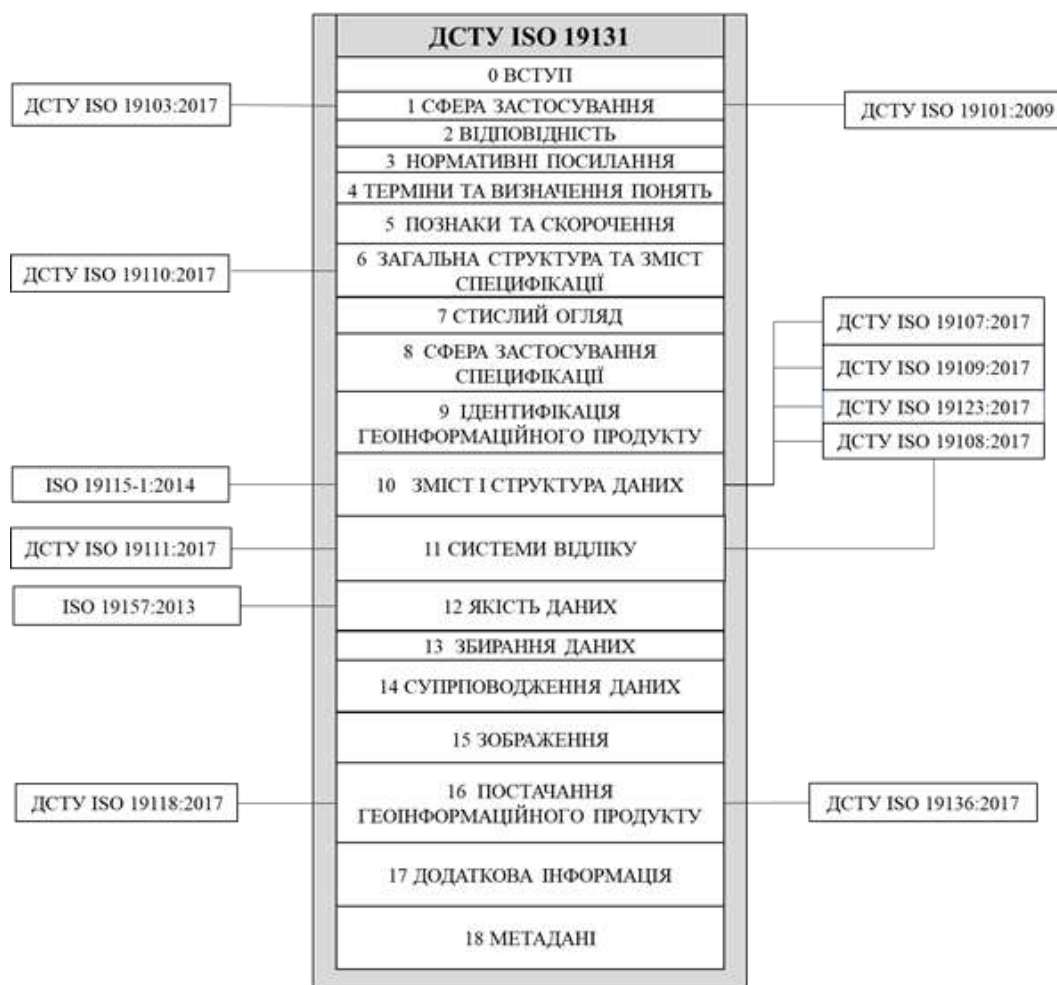 ДСТУ ISO 19131
0 ВСТУП
ДСТУ ISO 19103:2017
1 СФЕРА ЗАСТОСУВАННЯ
ДСТУ ISO 19101:2009
2 ВІДПОВІДНІСТЬ
3 НОРМАТИВНІ ПОСИЛАННЯ
4 ТЕРМІНИ ТА ВИЗНАЧЕННЯ ПОНЯТЬ
5 ПОЗНАКИ ТА СКОРОЧЕННЯ
ДСТУ ISO 19110:2017
6 ЗАГАЛЬНА СТРУКТУРА ТА ЗМІСТ
СПЕЦИФІКАЦІЇ
7 СТИСЛИЙ ОГЛЯД
ДСТУ ISO 19107:2017
8 СФЕРА ЗАСТОСУВАННЯ
СПЕЦИФІКАЦІЇ
ДСТУ ISO 19109:2017
ДСТУ ISO 19123:2017
9 ІДЕНТИФІКАЦІЯ
ГЕОІНФОРМАЦІЙНОГО ПРОДУКТУ
ДСТУ ISO 19108:2017
ISO 19115-1:2014
10 ЗМІСТ І СТРУКТУРА ДАНИХ
ДСТУ ISO 19111:2017
11 СИСТЕМИ ВІДЛІКУ
ISO 19157:2013
12 ЯКІСТЬ ДАНИХ
13 ЗБИРАННЯ ДАНИХ
14 СУПРПОВОДЖЕННЯ ДАНИХ
15 ЗОБРАЖЕННЯ
ДСТУ ISO 19118:2017
16 ПОСТАЧАННЯ
ГЕОІНФОРМАЦІЙНОГО ПРОДУКТУ
ДСТУ ISO 19136:2017
17 ДОДАТКОВА ІНФОРМАЦІЯ
18 МЕТАДАНІ